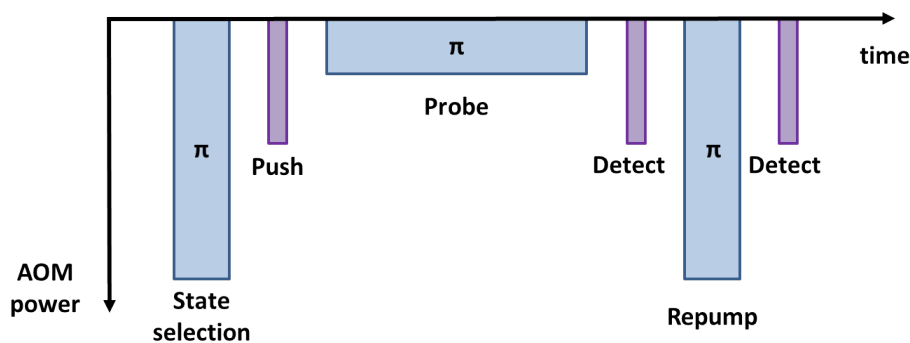 π
Push
π
Probe
Detect
π
Detect
time
AOM
power
State
selection
Repump